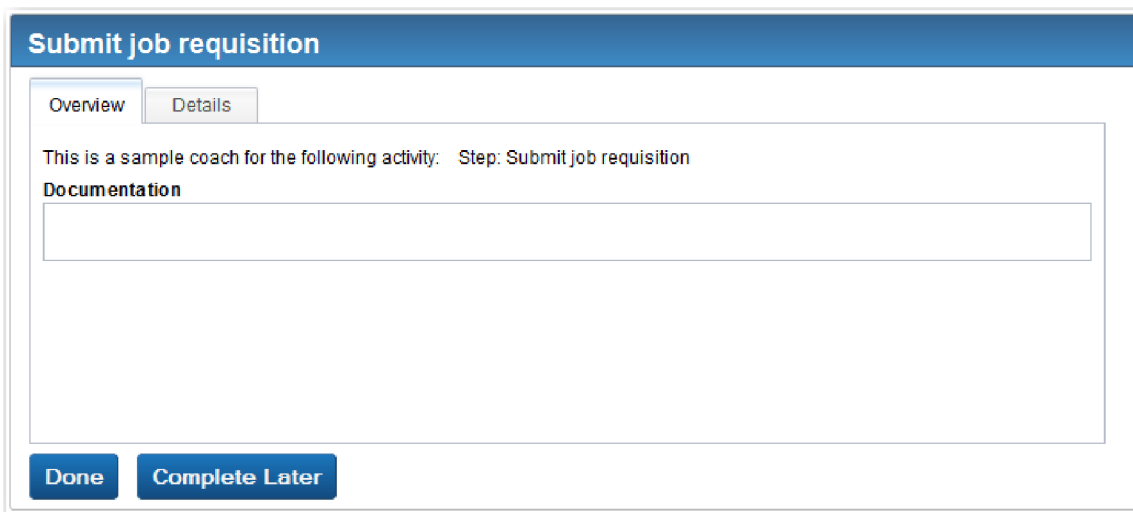 Submit job requisition
Overview Details
This is a sample coach for the following activity: Step: Submit job requisition
Documentation
Done Complete Later